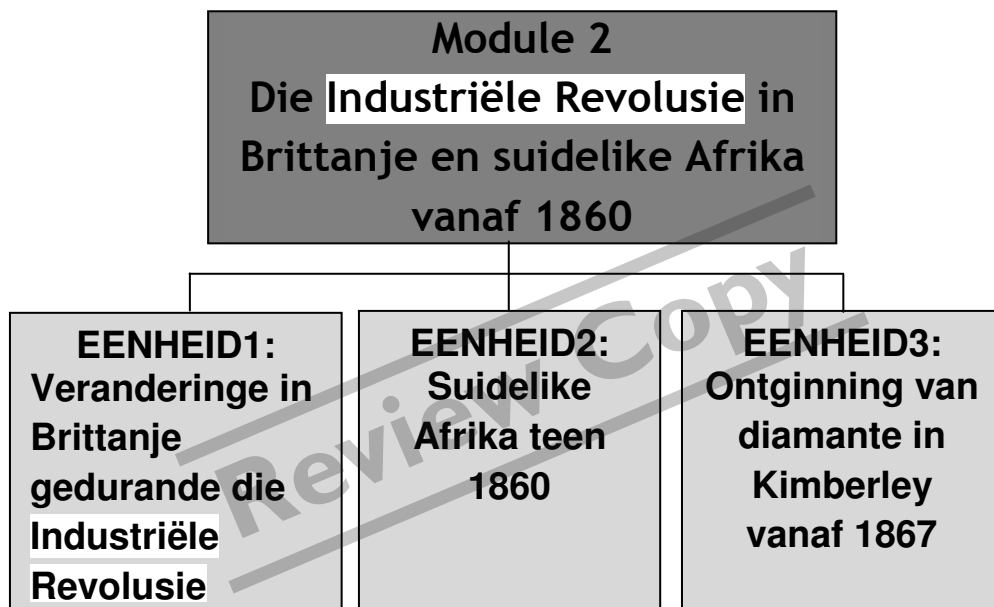 Module 2
Die Industriële Revolusie in
Brittanje en suidelike Afrika
vanaf 1860
EENHEID1:
Veranderinge in
Brittanje
gedurande die
Industriële
Revolusie
EENHEID2:
Suidelike
Afrika teen
1860
EENHEID3:
Ontginning van
diamante in
Kimberley
vanaf 1867
Review Copy